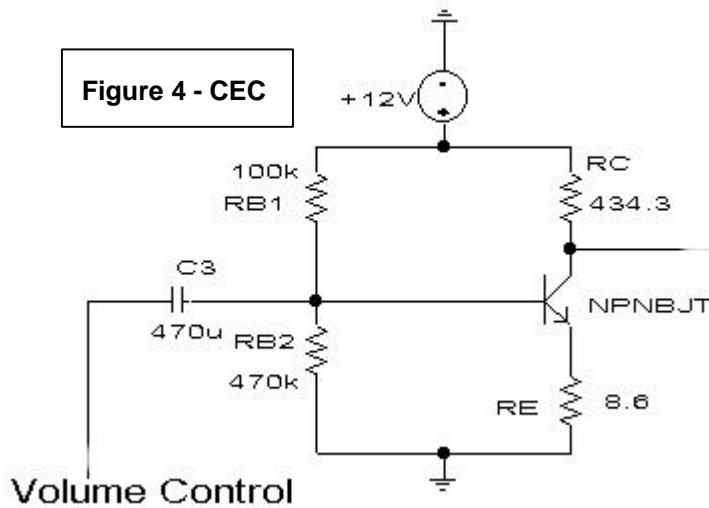 Figure 4 - CEC
+12V
100k
RB1
RC
434.3
C3
470u
NPNBJT
RB2
470k
RE
8.6
Volume Control